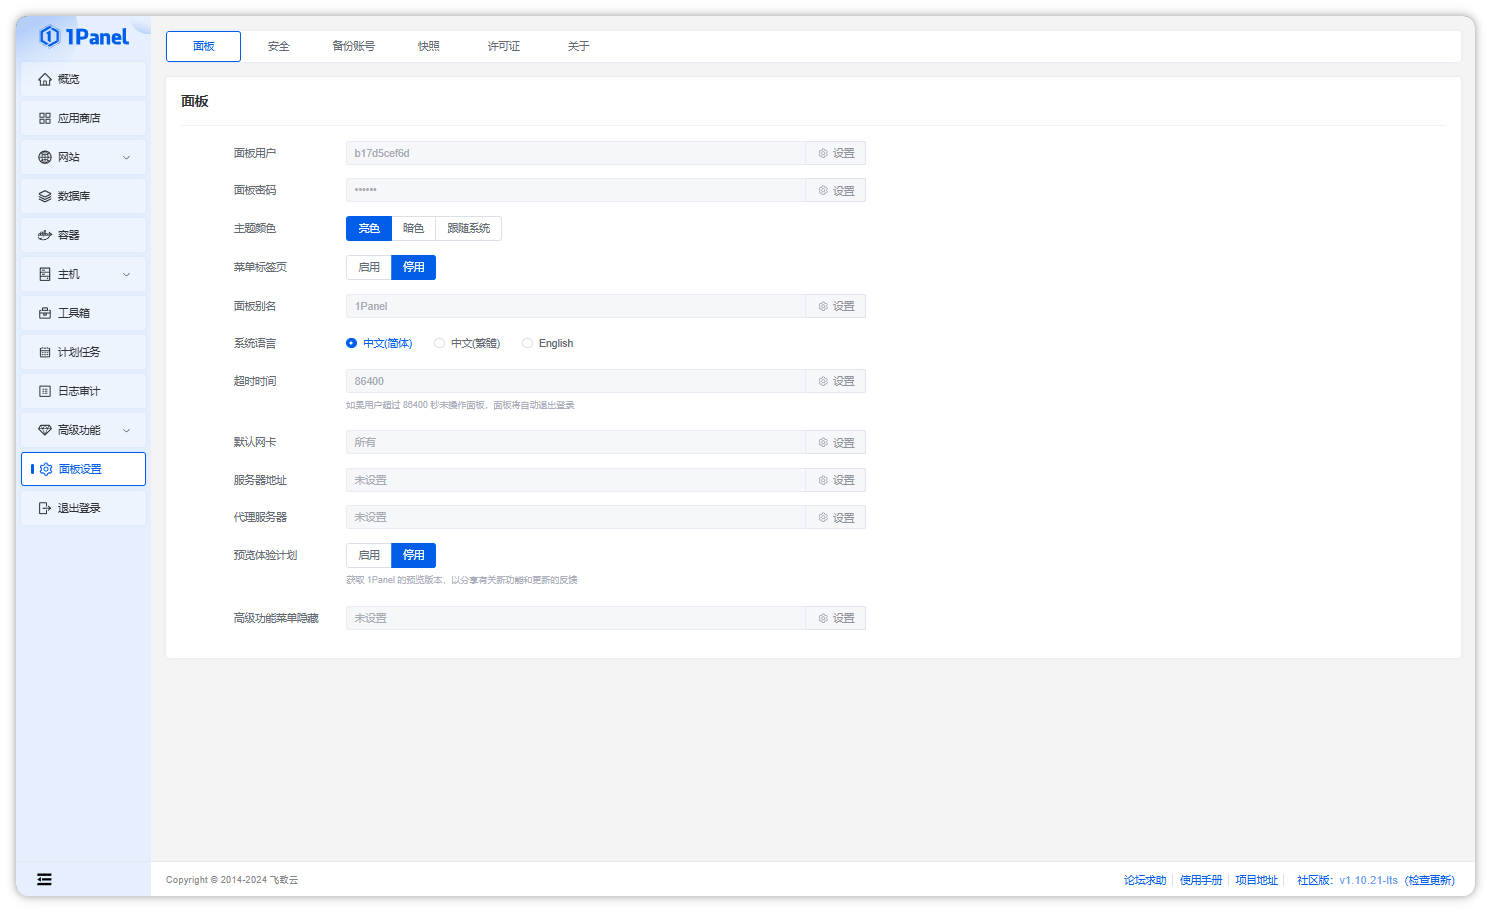 1Panel
概览
应用商店
网站
数据库
容器
主机
工具箱
计划任务
日志审计
高级功能
面板设置
退出登录
面板 安全 备份账号 快照 许可证 关于
面板
面板用户 b17d5cef6d 设置
面板密码 •••••• 设置
主题颜色 亮色 暗色 跟随系统
菜单标签页 启用 停用
面板别名 1Panel 设置
系统语言 中文(简体) 中文(繁體) English
超时时间 86400 设置
如果用户超过 86400 秒未操作面板，面板将自动退出登录
默认网卡 所有 设置
服务器地址 未设置 设置
代理服务器 未设置 设置
预览体验计划 启用 停用
获取 1Panel 的预览版本，以分享有关新功能和更新的反馈
高级功能菜单隐藏 未设置 设置
Copyright © 2014-2024 飞致云
论坛求助 使用手册 项目地址 社区版：v1.10.21-lts (检查更新)